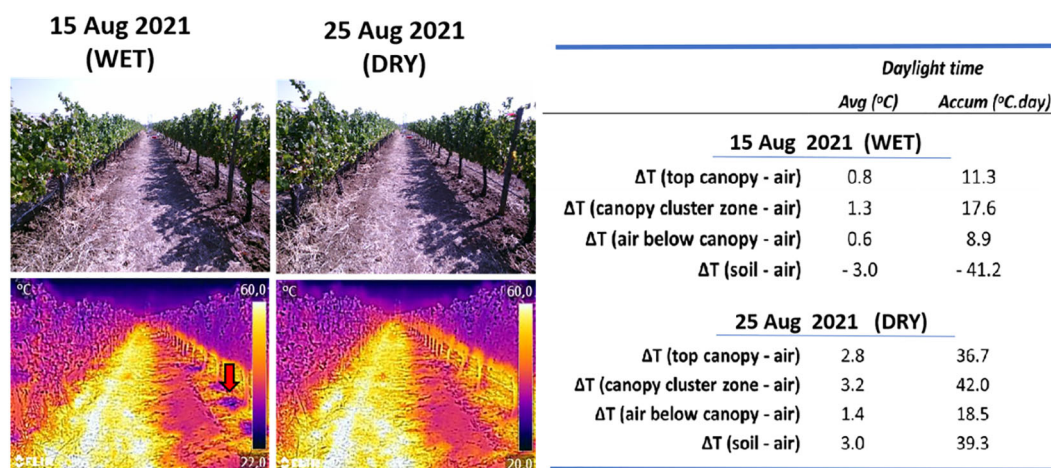 15 Aug 2021
(WET)
25 Aug 2021
(DRY)
ºC
60,0
22,0
ºC
60,0
20,0
Daylight time
Avg (ºC) Accum (ºC.day)
15 Aug 2021 (WET)
ΔT (top canopy - air) 0.8 11.3
ΔT (canopy cluster zone - air) 1.3 17.6
ΔT (air below canopy - air) 0.6 8.9
ΔT (soil - air) - 3.0 - 41.2
25 Aug 2021 (DRY)
ΔT (top canopy - air) 2.8 36.7
ΔT (canopy cluster zone - air) 3.2 42.0
ΔT (air below canopy - air) 1.4 18.5
ΔT (soil - air) 3.0 39.3